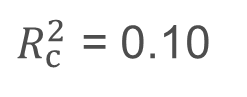 $R_c^2 = 0.10$